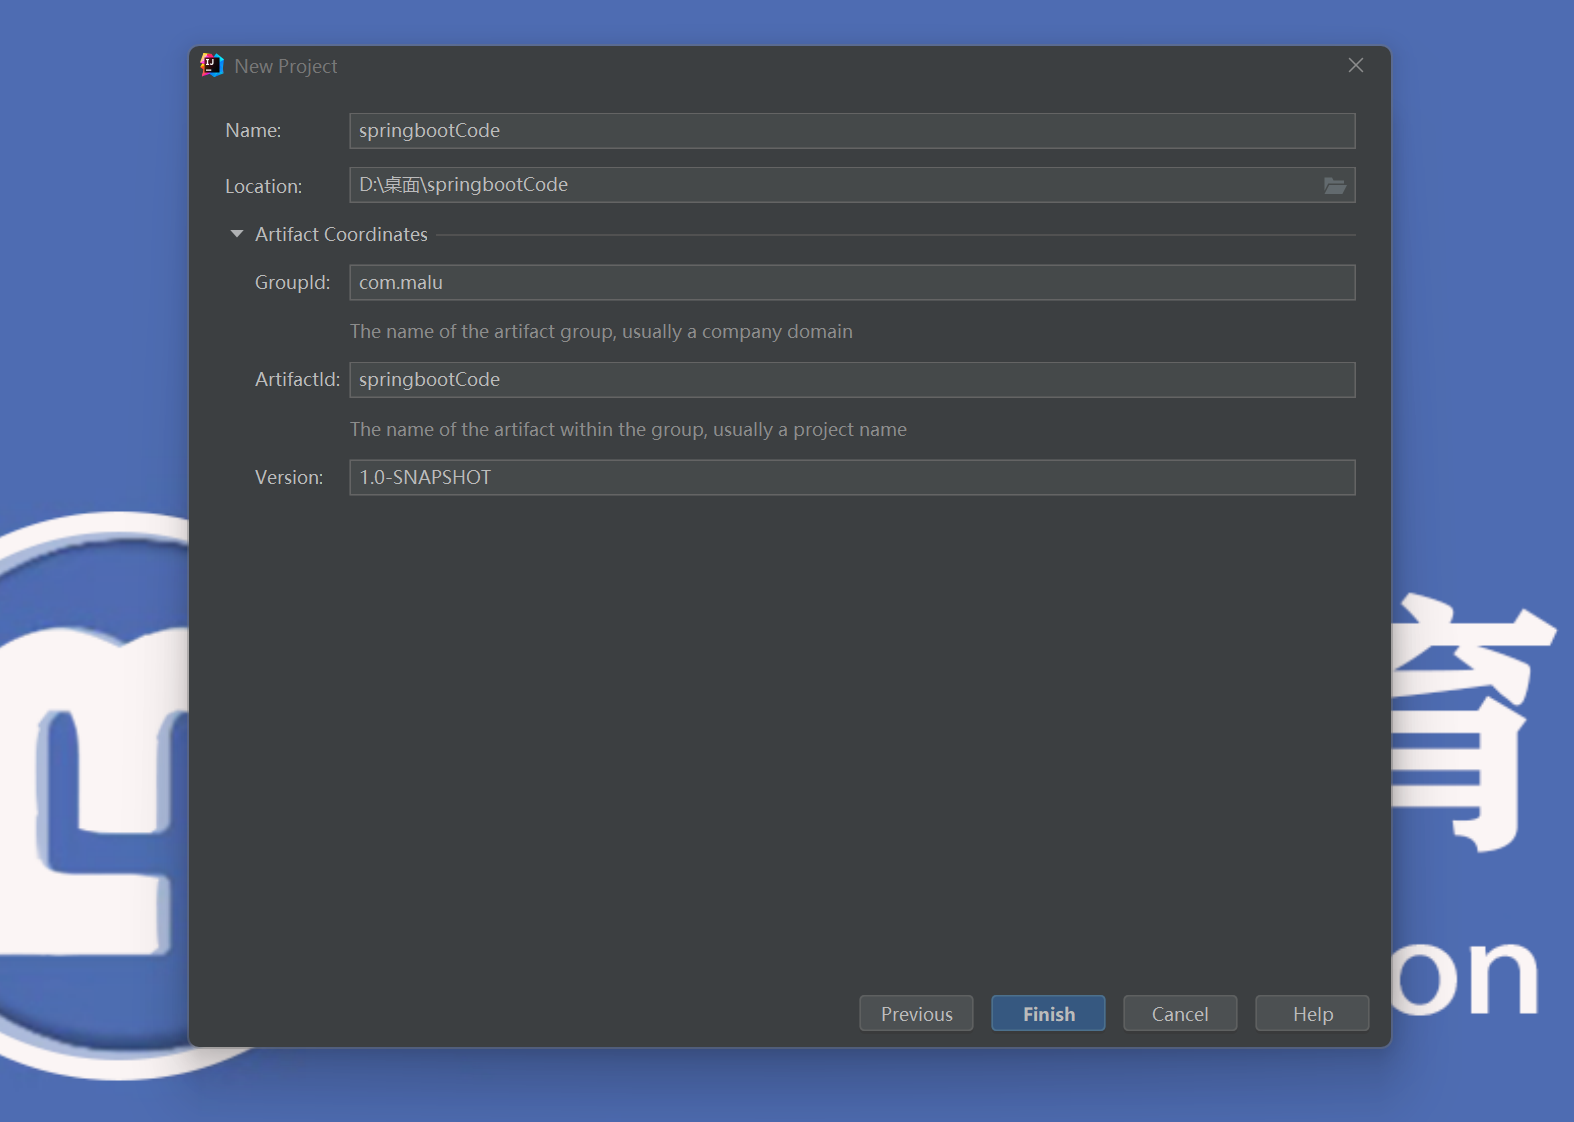 New Project
Name: springbootCode
Location: D:\桌面\springbootCode
Artifact Coordinates
GroupId: com.malu
The name of the artifact group, usually a company domain
ArtifactId: springbootCode
The name of the artifact within the group, usually a project name
Version: 1.0-SNAPSHOT
育
on
Previous Finish Cancel Help